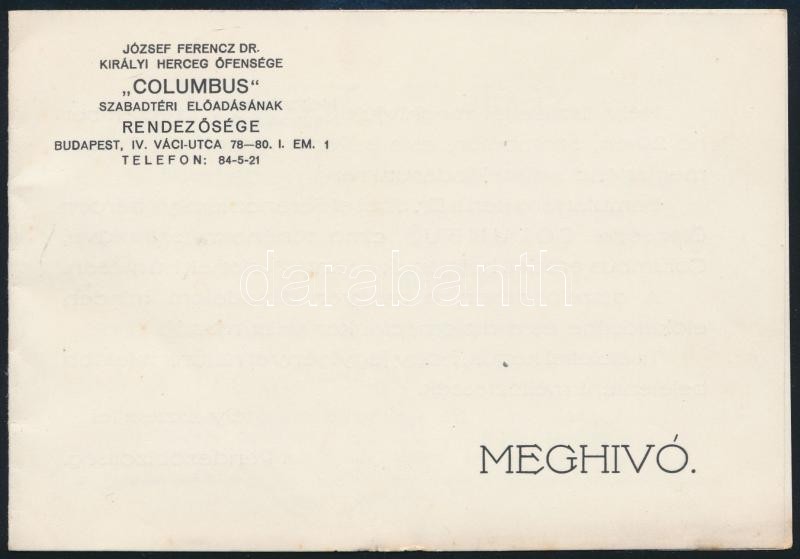 JÓZSEF FERENCZ DR.
KIRÁLYI HERCEG ŐFENSÉGE
„COLUMBUS“
SZABADTÉRI ELŐADÁSÁNAK
RENDEZŐSÉGE
BUDAPEST, IV. VÁCI-UTCA 78—80. I. EM. 1
TELEFON: 84-5-21
darabanth
MEGHIVÓ.